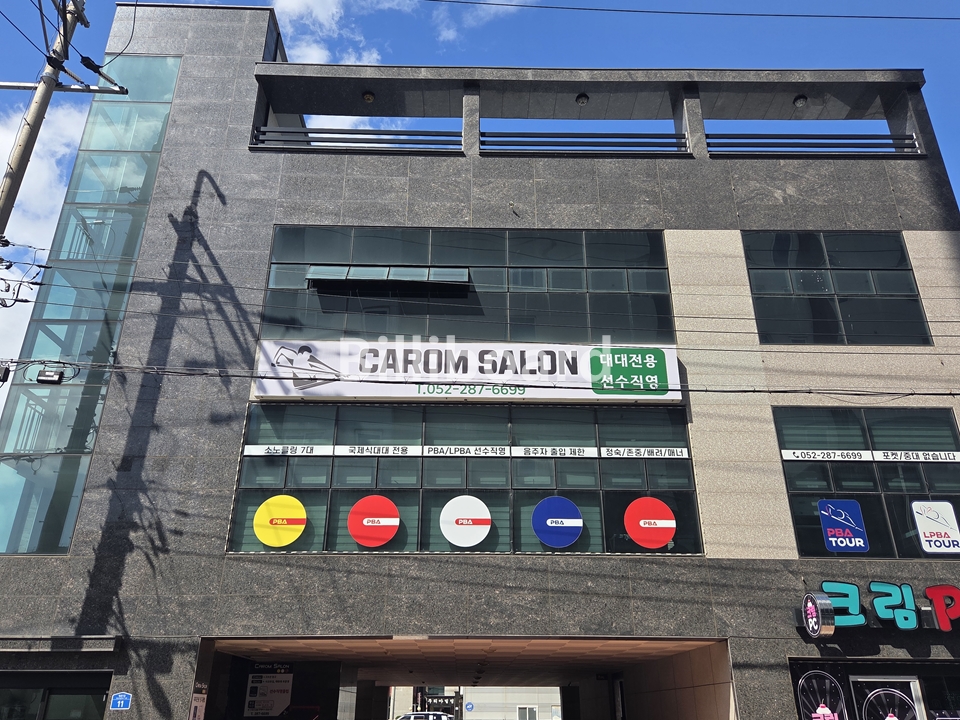 CAROM SALON
대대전용
선수직영
T.052-287-6699
Billiboard
소노클링 7대
국제식대대 전용
PBA/LPBA 선수직영
음주자 출입 제한
정숙/존중/배려/매너
052-287-6699
포켓/중대 없습니다
PBA
PBA
PBA
PBA
PBA
PBA
TOUR
LPBA
TOUR
크림P
PC
CAROM SALON
11